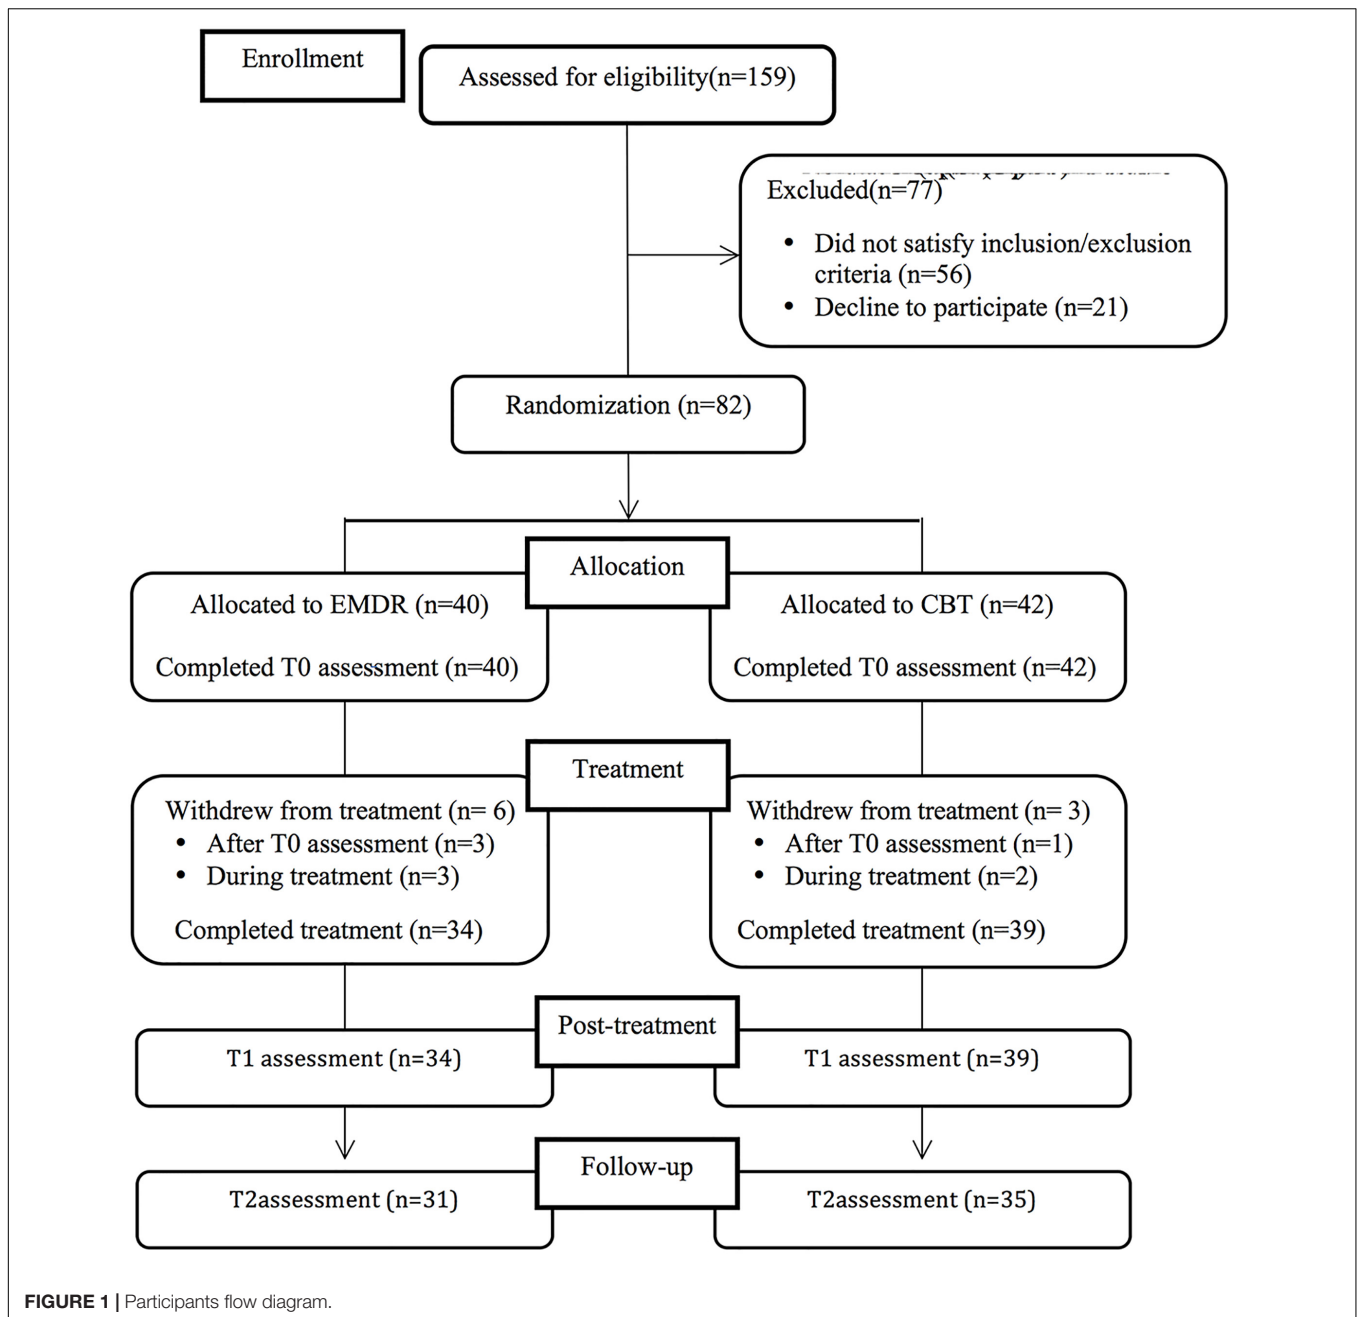 Enrollment
Assessed for eligibility(n=159)
Excluded(n=77)
• Did not satisfy inclusion/exclusion
criteria (n=56)
• Decline to participate (n=21)
Randomization (n=82)
Allocation
Allocated to EMDR (n=40)
Completed T0 assessment (n=40)
Allocated to CBT (n=42)
Completed T0 assessment (n=42)
Treatment
Withdrew from treatment (n= 6)
• After T0 assessment (n=3)
• During treatment (n=3)
Completed treatment (n=34)
Withdrew from treatment (n= 3)
• After T0 assessment (n=1)
• During treatment (n=2)
Completed treatment (n=39)
Post-treatment
T1 assessment (n=34)
T1 assessment (n=39)
Follow-up
T2assessment (n=31)
T2assessment (n=35)
FIGURE 1 | Participants flow diagram.